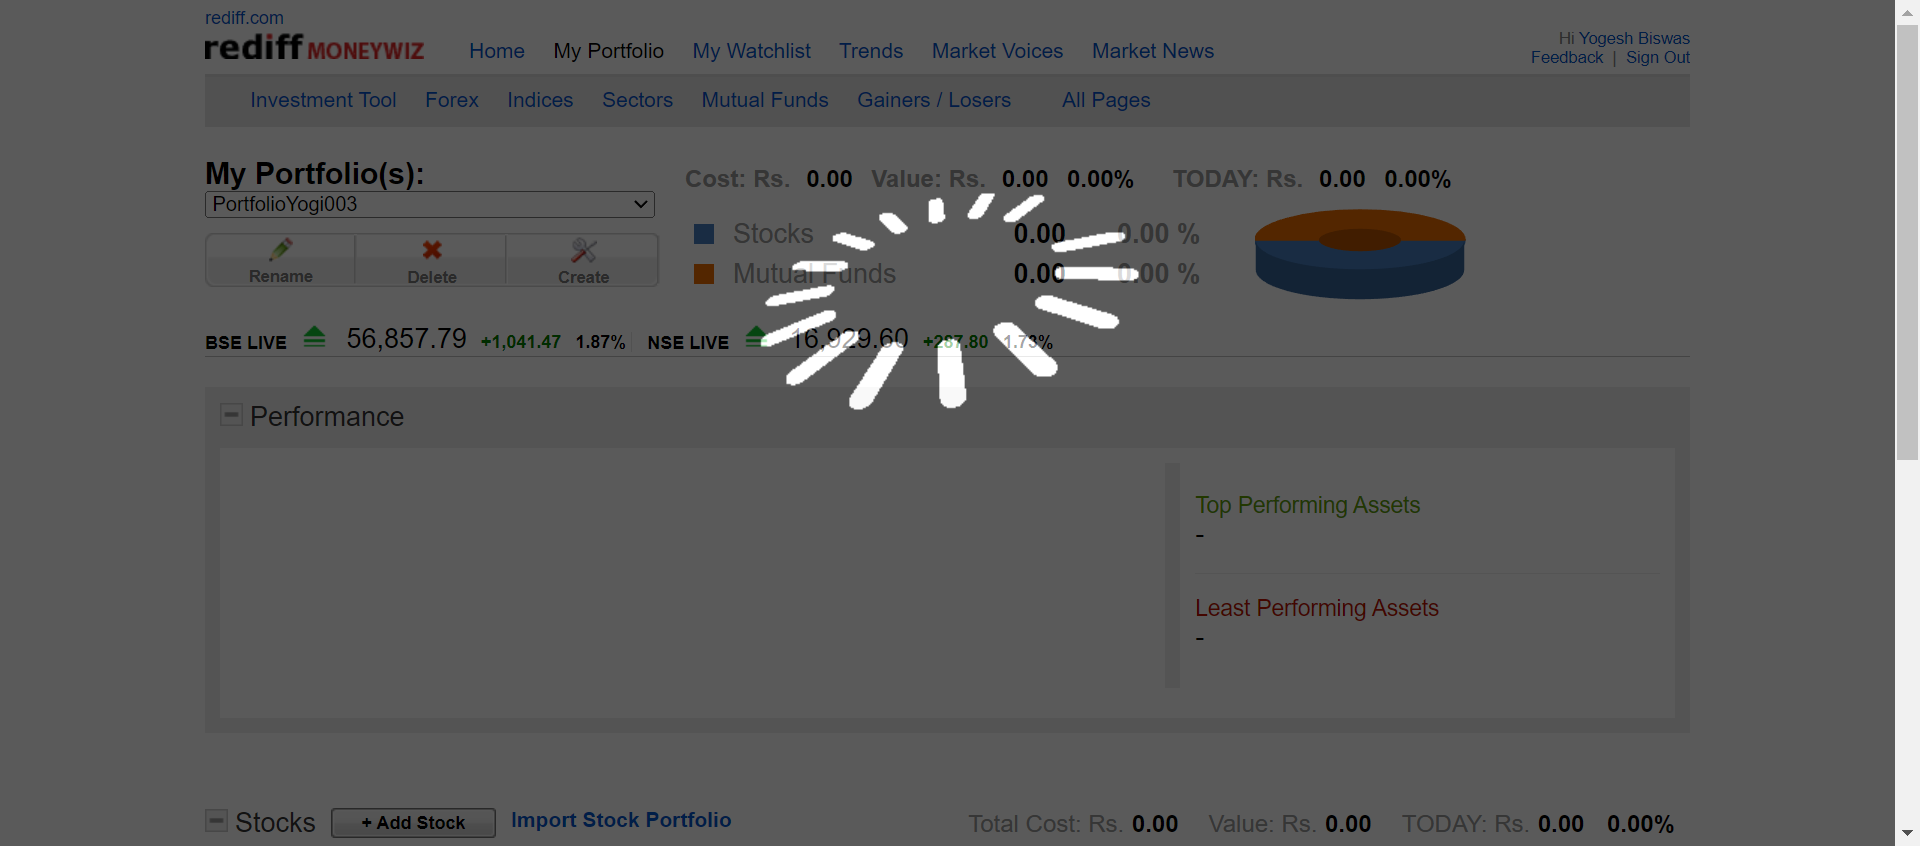 rediff.com
rediff MONEYWIZ Home My Portfolio My Watchlist Trends Market Voices Market News
Hi Yogesh Biswas
Feedback | Sign Out
Investment Tool Forex Indices Sectors Mutual Funds Gainers / Losers All Pages
My Portfolio(s):
PortfolioYogi003
Rename Delete Create
Cost: Rs. 0.00 Value: Rs. 0.00 0.00% TODAY: Rs. 0.00 0.00%
Stocks 0.00 0.00 %
Mutual Funds 0.00 0.00 %
BSE LIVE 56,857.79 +1,041.47 1.87% NSE LIVE 16,929.60 +287.80 1.73%
Performance
Top Performing Assets
-
Least Performing Assets
-
Stocks + Add Stock Import Stock Portfolio Total Cost: Rs. 0.00 Value: Rs. 0.00 TODAY: Rs. 0.00 0.00%